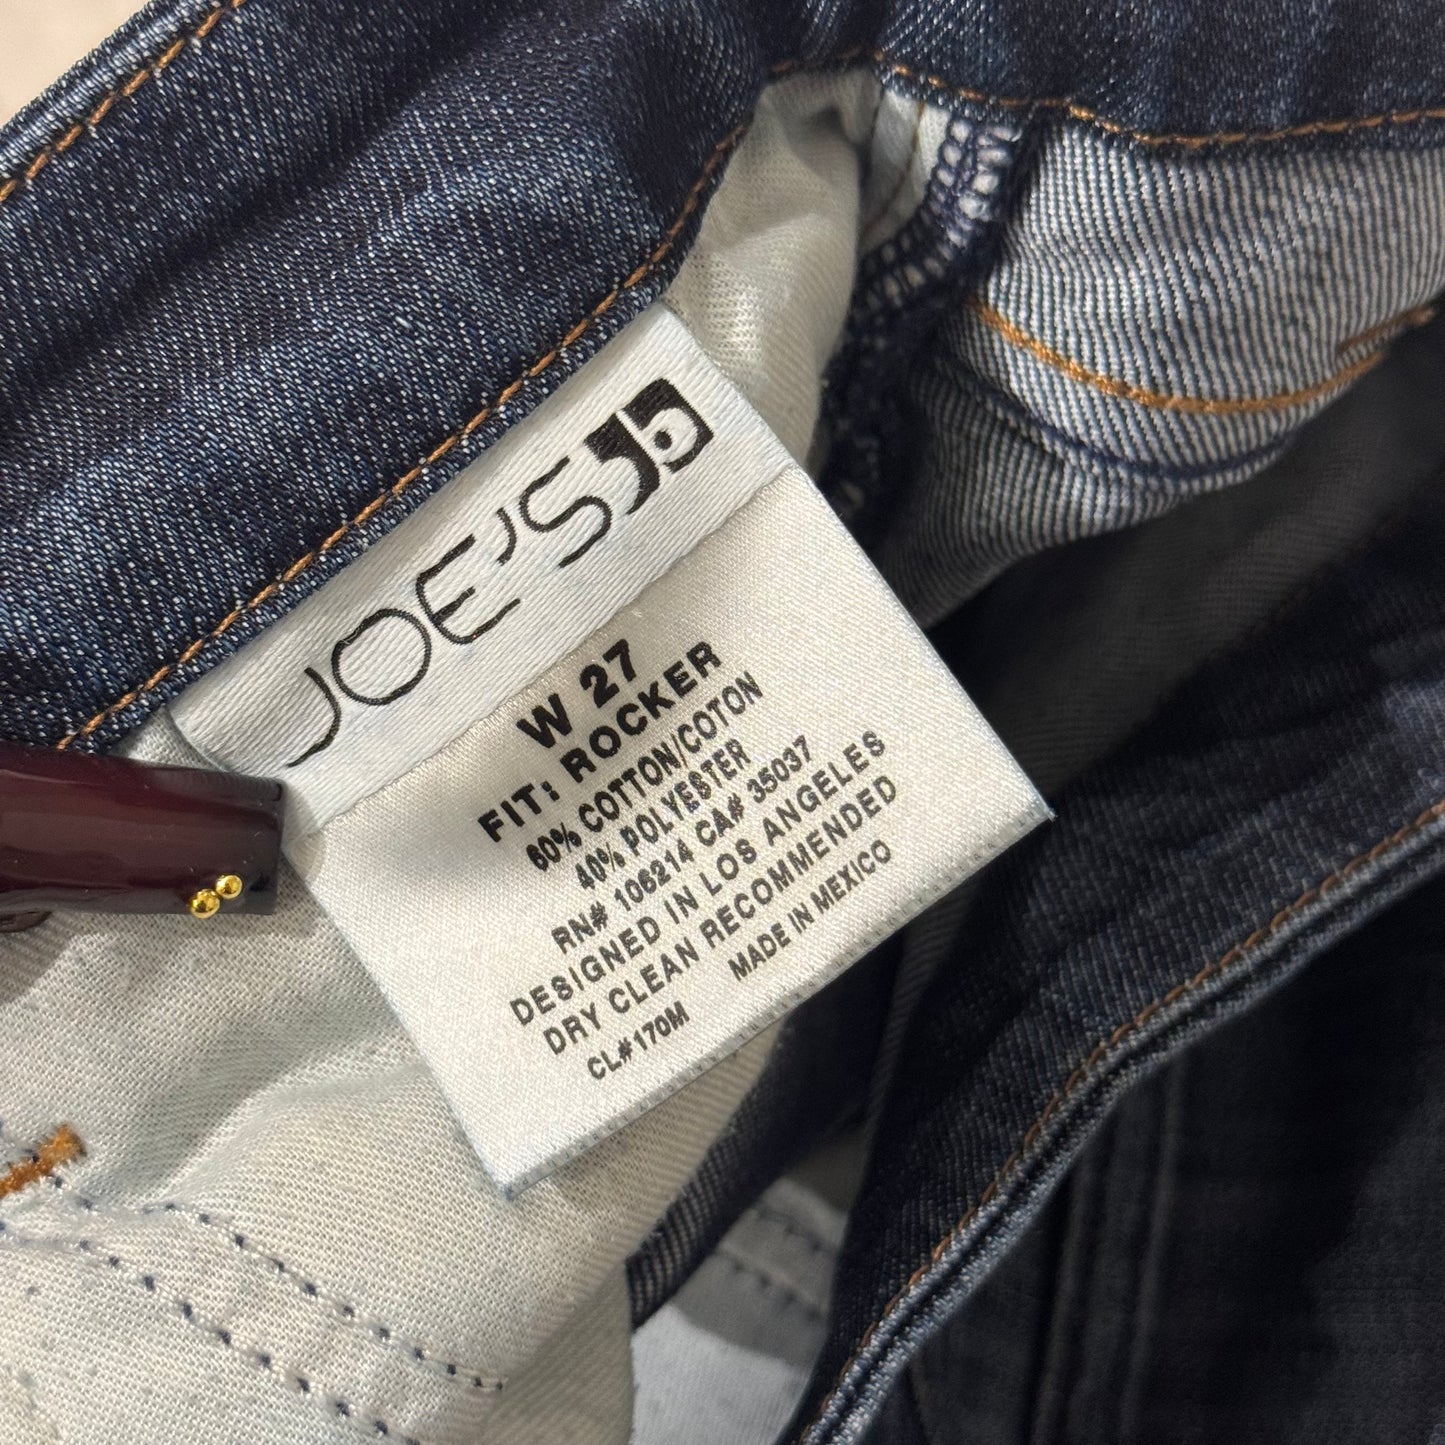 JOE'S Jb
W 27
FIT: ROCKER
60% COTTON/COTON
40% POLYESTER
RN# 106214 CA# 35037
DESIGNED IN LOS ANGELES
DRY CLEAN RECOMMENDED
CL#170M MADE IN MEXICO